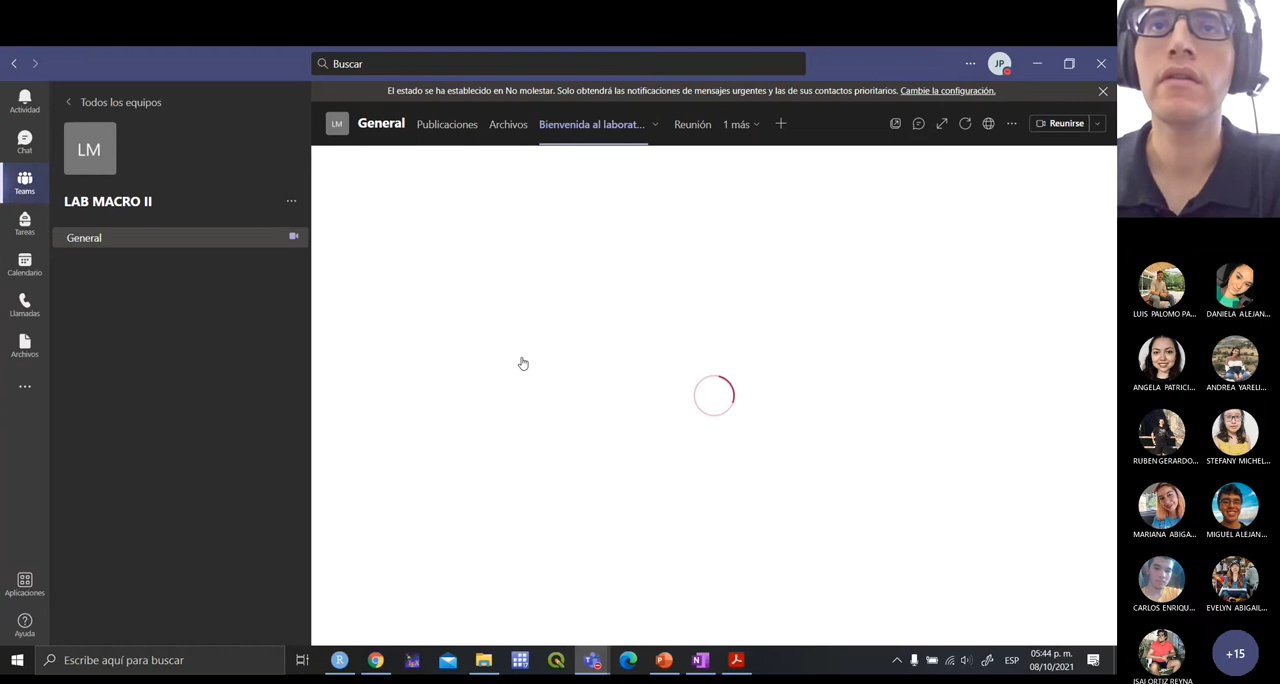 Buscar
JP
El estado se ha establecido en No molestar. Solo obtendrá las notificaciones de mensajes urgentes y las de sus contactos prioritarios. Cambie la configuración.
Actividad
Chat
Teams
Tareas
Calendario
Llamadas
Archivos
Aplicaciones
Ayuda
Todos los equipos
LM
LAB MACRO II
General
LM
General
Publicaciones
Archivos
Bienvenida al laborat...
Reunión
1 más
Reunirse
LUIS PALOMO PA...
DANIELA ALEJAN...
ANGELA PATRICI...
ANDREA YARELI...
RUBEN GERARDO...
STEFANY MICHEL...
MARIANA ABIGA...
MIGUEL ALEJAN...
CARLOS ENRIQU...
EVELYN ABIGAIL...
ISAI ORTIZ REYNA
+15
Escribe aquí para buscar
ESP
05:44 p. m.
08/10/2021